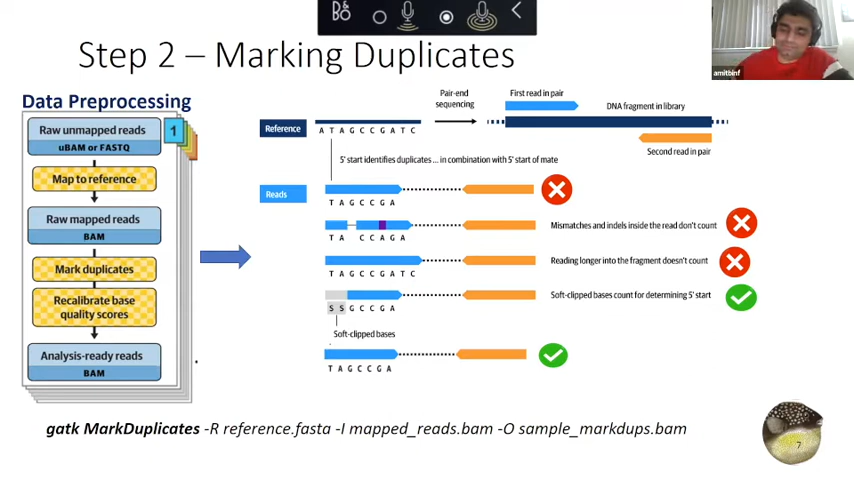 B&O
Step 2 – Marking Duplicates
amitbinf
Data Preprocessing
Raw unmapped reads
uBAM or FASTQ
1
Map to reference
Raw mapped reads
BAM
Mark duplicates
Recalibrate base
quality scores
Analysis-ready reads
BAM
Pair-end
sequencing
First read in pair
DNA fragment in library
Second read in pair
Reference
A T A G C C G A T C
5' start identifies duplicates ... in combination with 5' start of mate
Reads
T A G C C G A
T A C C A G A
Mismatches and indels inside the read don't count
T A G C C G A T C
Reading longer into the fragment doesn't count
S S G C C G A
Soft-clipped bases count for determining 5' start
Soft-clipped bases
T A G C C G A
gatk MarkDuplicates -R reference.fasta -I mapped_reads.bam -O sample_markdups.bam
7